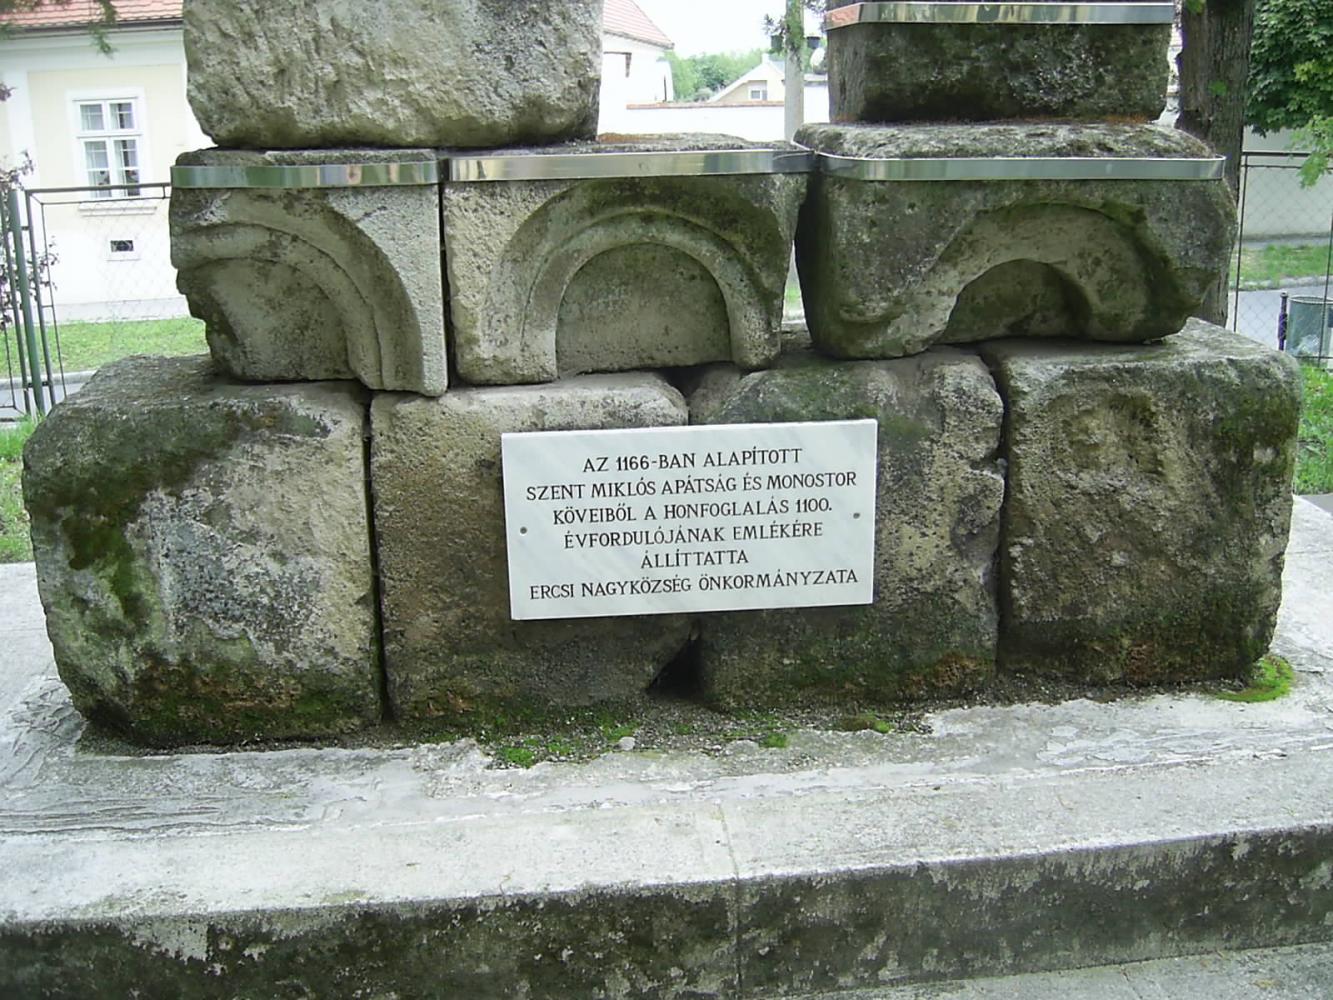 AZ 1166-BAN ALAPÍTOTT
SZENT MIKLÓS APÁTSÁG ÉS MONOSTOR
KÖVEIBŐL A HONFOGLALÁS 1100.
ÉVFORDULÓJÁNAK EMLÉKÉRE
ÁLLÍTTATTA
ERCSI NAGYKÖZSÉG ÖNKORMÁNYZATA